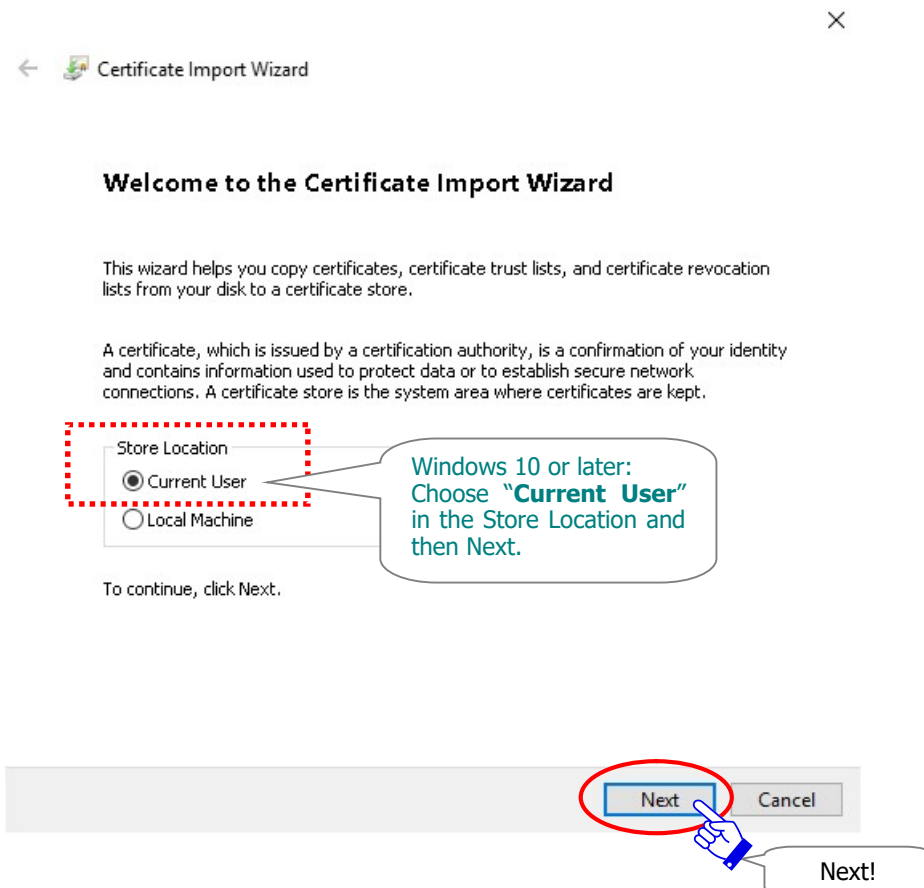 Certificate Import Wizard
Welcome to the Certificate Import Wizard
This wizard helps you copy certificates, certificate trust lists, and certificate revocation
lists from your disk to a certificate store.
A certificate, which is issued by a certification authority, is a confirmation of your identity
and contains information used to protect data or to establish secure network
connections. A certificate store is the system area where certificates are kept.
Store Location
Current User
Local Machine
Windows 10 or later:
Choose “Current User”
in the Store Location and
then Next.
To continue, click Next.
Next
Cancel
Next!